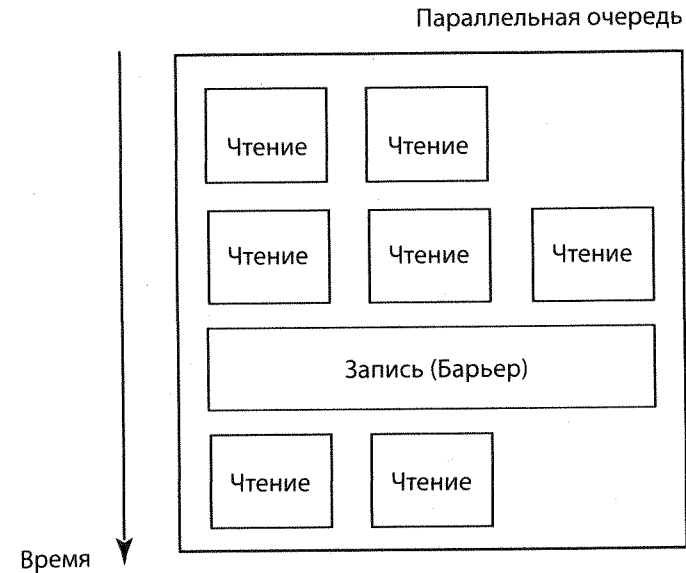 Параллельная очередь
Чтение
Чтение
Чтение
Чтение
Чтение
Запись (Барьер)
Чтение
Чтение
Время